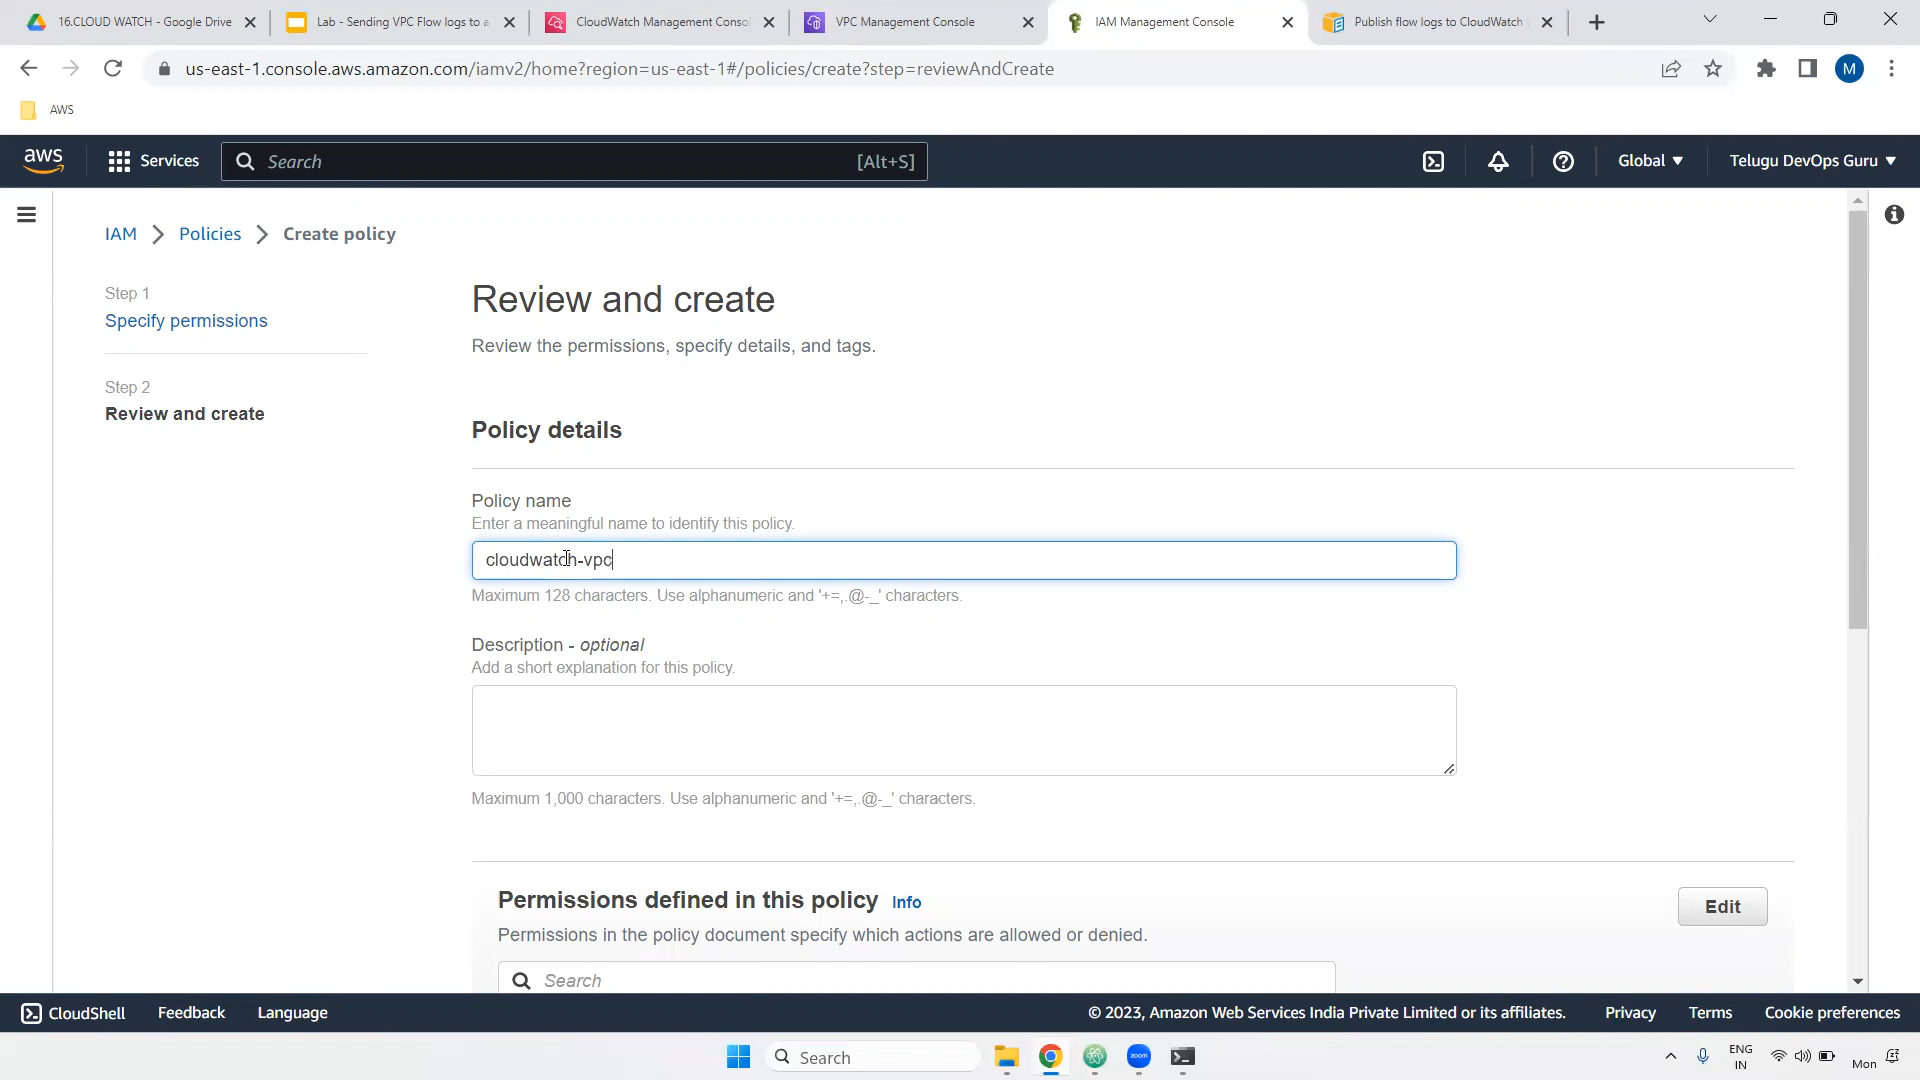 16.CLOUD WATCH - Google Drive
Lab - Sending VPC Flow logs to a
CloudWatch Management Conso
VPC Management Console
IAM Management Console
Publish flow logs to CloudWatch
us-east-1.console.aws.amazon.com/iamv2/home?region=us-east-1#/policies/create?step=reviewAndCreate
M
AWS
aws
Services
Search
[Alt+S]
Global
Telugu DevOps Guru
IAM
Policies
Create policy
Step 1
Specify permissions
Step 2
Review and create
Review and create
Review the permissions, specify details, and tags.
Policy details
Policy name
Enter a meaningful name to identify this policy.
cloudwatch-vpc
Maximum 128 characters. Use alphanumeric and '+=,.@-_' characters.
Description - optional
Add a short explanation for this policy.
Maximum 1,000 characters. Use alphanumeric and '+=,.@-_' characters.
Permissions defined in this policy Info
Edit
Permissions in the policy document specify which actions are allowed or denied.
Search
CloudShell
Feedback
Language
© 2023, Amazon Web Services India Private Limited or its affiliates.
Privacy
Terms
Cookie preferences
Search
zoom
ENG
IN
Mon